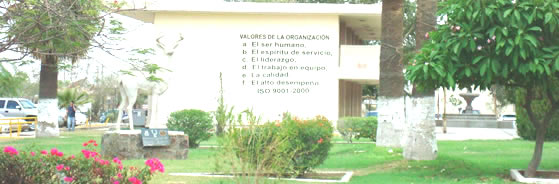 VALORES DE LA ORGANIZACIÓN
a El ser humano,
b El espíritu de servicio,
c El liderazgo,
d El trabajo en equipo,
e La calidad
f El alto desempeño,
ISO 9001-2000